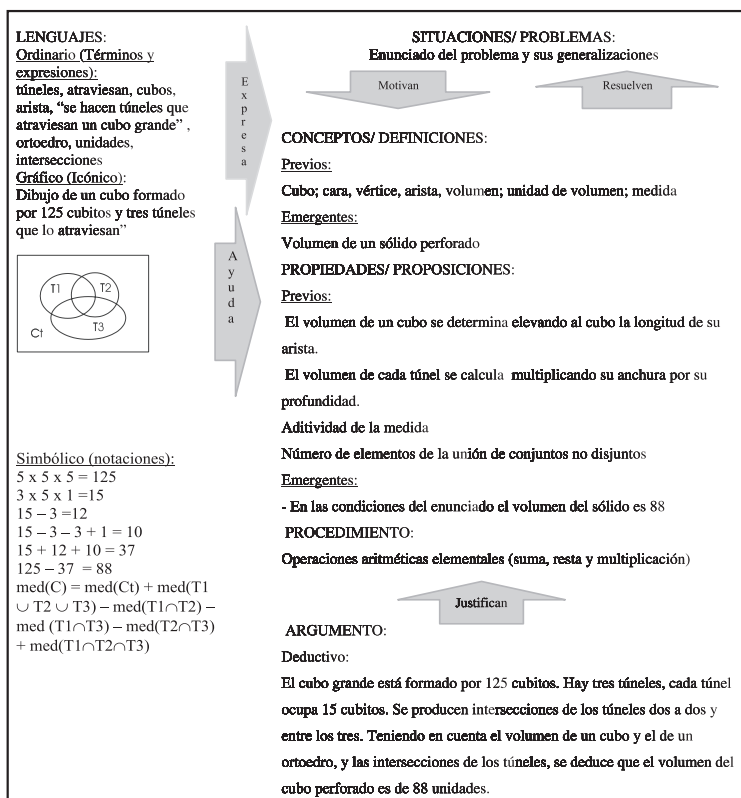 LENGUAJES:
Ordinario (Términos y
expresiones):
túneles, atraviesan, cubos,
arista, “se hacen túneles que
atraviesan un cubo grande” ,
ortoedro, unidades,
intersecciones
Gráfico (Icónico):
Dibujo de un cubo formado
por 125 cubitos y tres túneles
que lo atraviesan”
T1
T2
T3
Ct
Simbólico (notaciones):
5 x 5 x 5 = 125
3 x 5 x 1 =15
15 – 3 =12
15 – 3 – 3 + 1 = 10
15 + 12 + 10 = 37
125 – 37 = 88
med(C) = med(Ct) + med(T1
∪ T2 ∪ T3) – med(T1∩T2) –
med (T1∩T3) – med(T2∩T3)
+ med(T1∩T2∩T3)
Expresa
Ayuda
SITUACIONES/ PROBLEMAS:
Enunciado del problema y sus generalizaciones
Motivan
Resuelven
CONCEPTOS/ DEFINICIONES:
Previos:
Cubo; cara, vértice, arista, volumen; unidad de volumen; medida
Emergentes:
Volumen de un sólido perforado
PROPIEDADES/ PROPOSICIONES:
Previos:
El volumen de un cubo se determina elevando al cubo la longitud de su
arista.
El volumen de cada túnel se calcula multiplicando su anchura por su
profundidad.
Aditividad de la medida
Número de elementos de la unión de conjuntos no disjuntos
Emergentes:
- En las condiciones del enunciado el volumen del sólido es 88
PROCEDIMIENTO:
Operaciones aritméticas elementales (suma, resta y multiplicación)
Justifican
ARGUMENTO:
Deductivo:
El cubo grande está formado por 125 cubitos. Hay tres túneles, cada túnel
ocupa 15 cubitos. Se producen intersecciones de los túneles dos a dos y
entre los tres. Teniendo en cuenta el volumen de un cubo y el de un
ortoedro, y las intersecciones de los túneles, se deduce que el volumen del
cubo perforado es de 88 unidades.